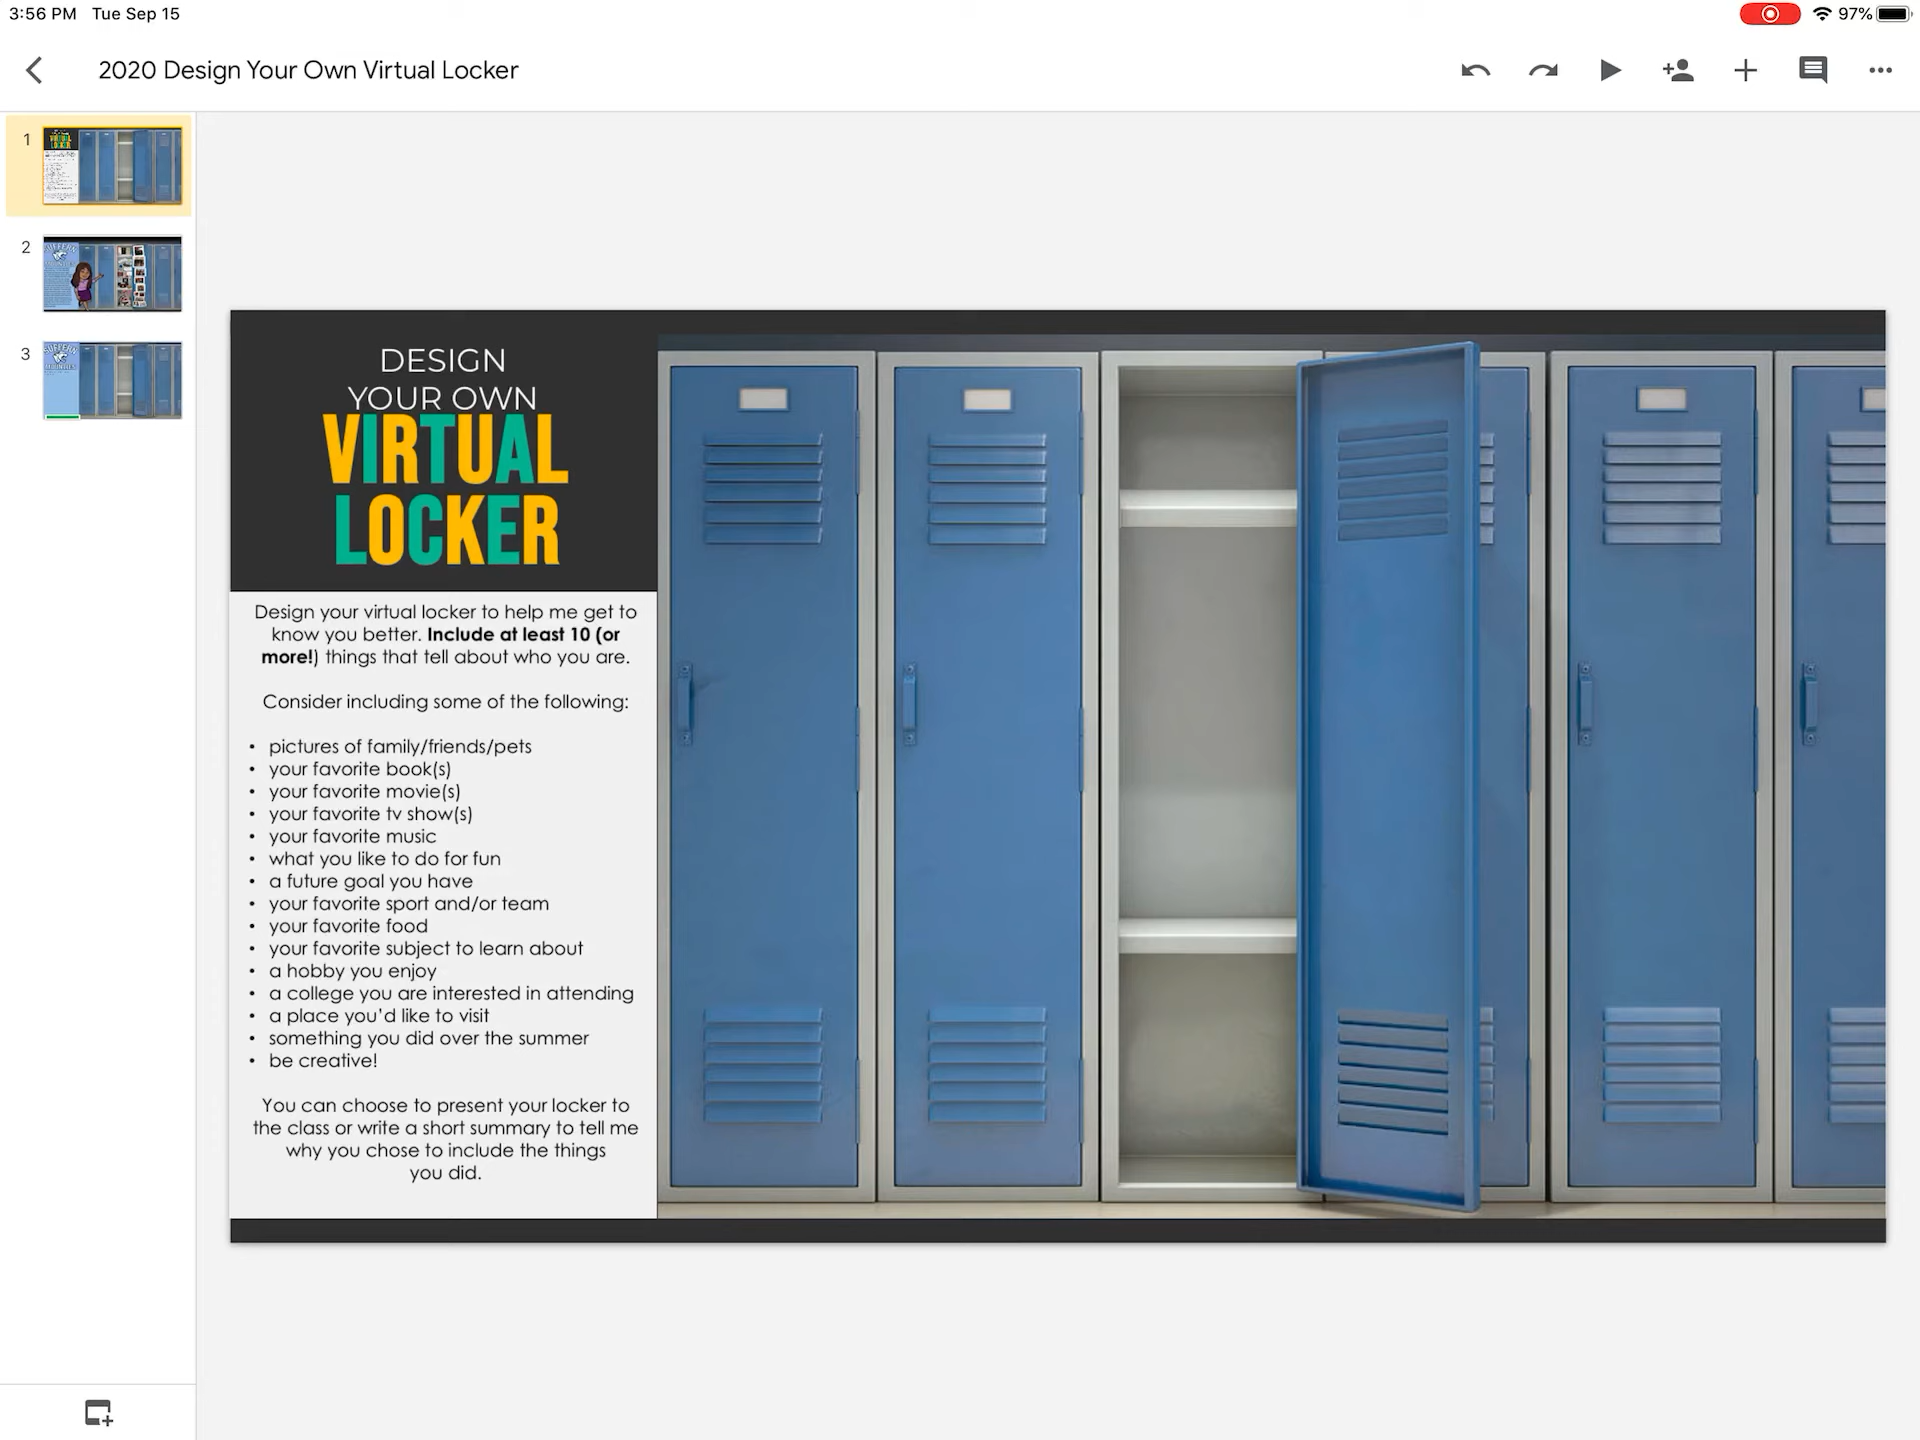 3:56 PM Tue Sep 15
97%
2020 Design Your Own Virtual Locker
1
2
3
DESIGN
YOUR OWN
VIRTUAL
LOCKER
Design your virtual locker to help me get to
know you better. Include at least 10 (or
more!) things that tell about who you are.
Consider including some of the following:
• pictures of family/friends/pets
• your favorite book(s)
• your favorite movie(s)
• your favorite tv show(s)
• your favorite music
• what you like to do for fun
• a future goal you have
• your favorite sport and/or team
• your favorite food
• your favorite subject to learn about
• a hobby you enjoy
• a college you are interested in attending
• a place you'd like to visit
• something you did over the summer
• be creative!
You can choose to present your locker to
the class or write a short summary to tell me
why you chose to include the things
you did.